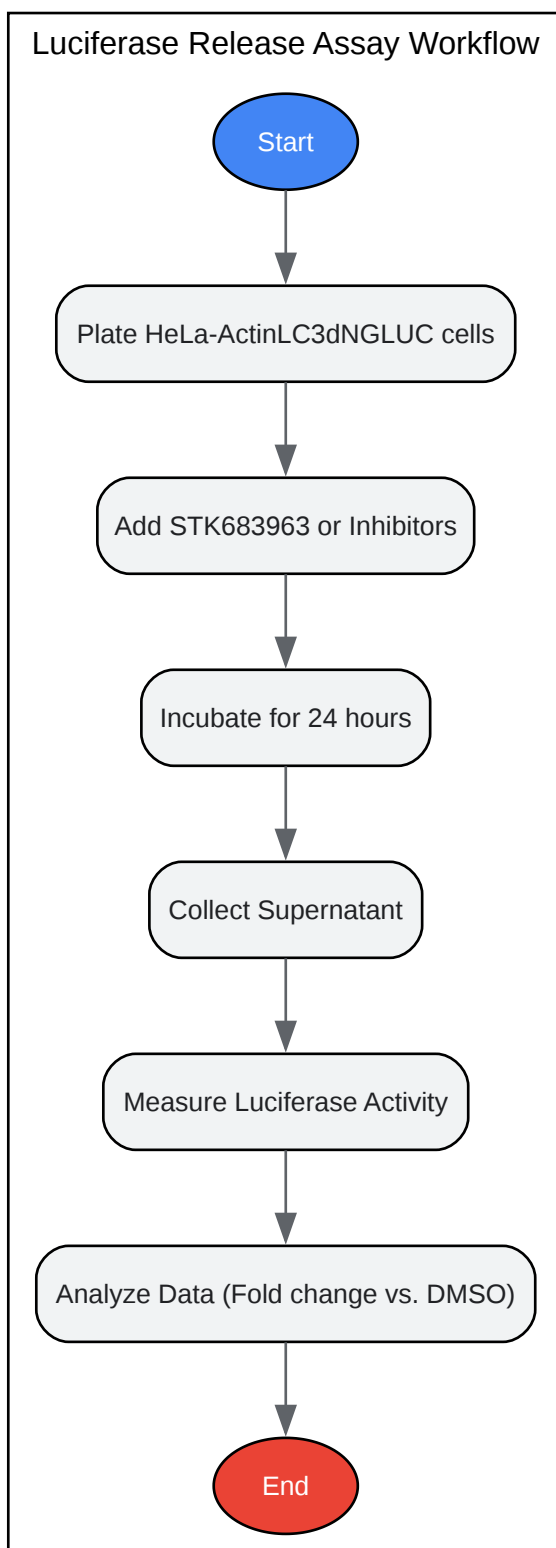 Luciferase Release Assay Workflow
Start
Plate HeLa-ActinLC3dNGLUC cells
Add STK683963 or Inhibitors
Incubate for 24 hours
Collect Supernatant
Measure Luciferase Activity
Analyze Data (Fold change vs. DMSO)
End